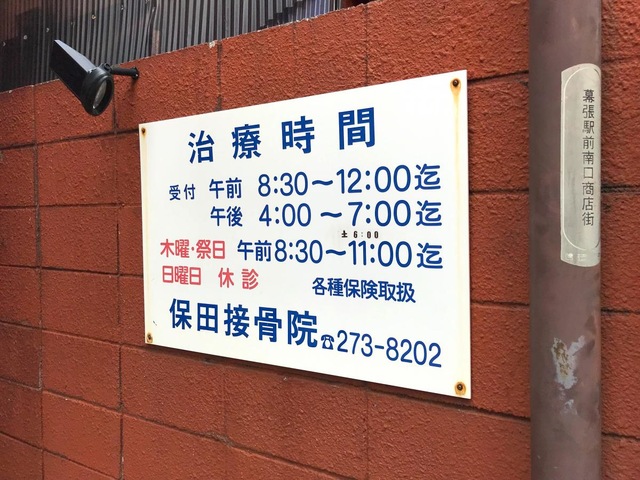 治療時間
受付 午前 8:30〜12:00迄
午後 4:00〜7:00迄
土 6:00
木曜・祭日 午前8:30〜11:00迄
日曜日 休診
各種保険取扱
保田接骨院☎273-8202
幕張駅前南口商店街